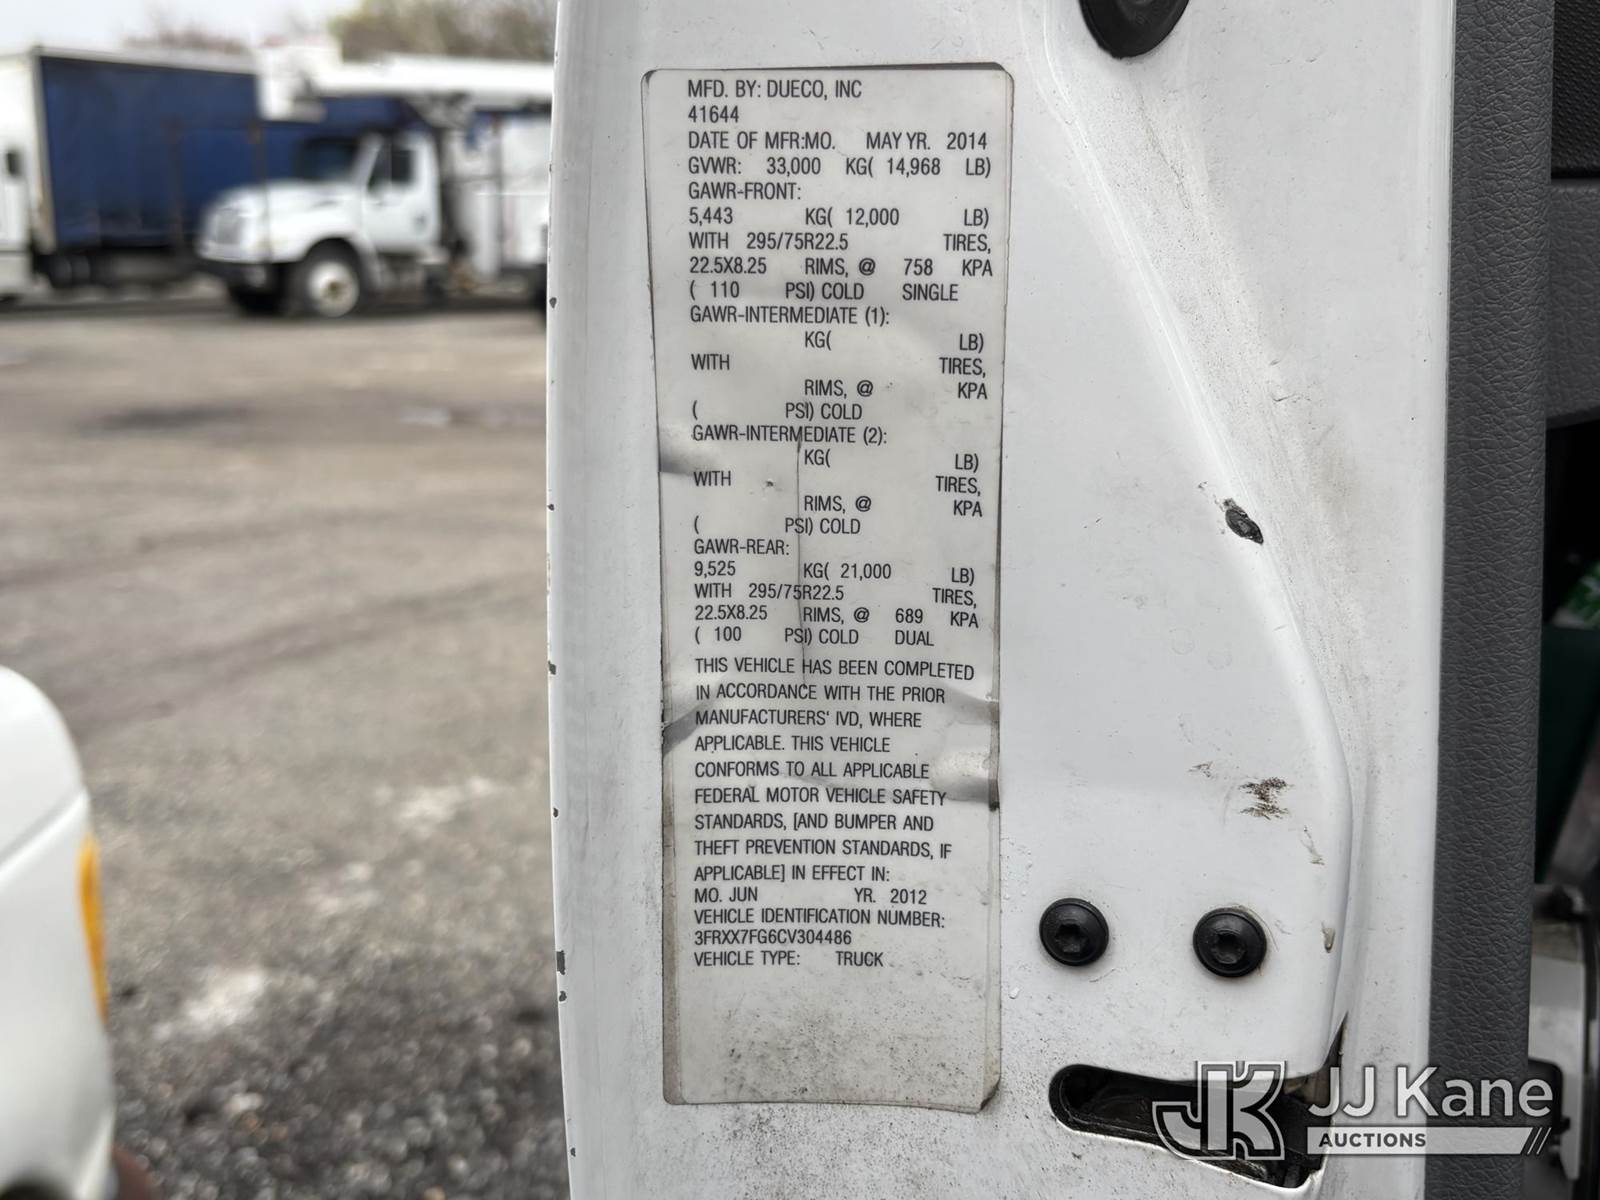 MFD. BY: DUECO, INC
41644
DATE OF MFR:MO. MAY YR. 2014
GVWR: 33,000 KG( 14,968 LB)
GAWR-FRONT:
5,443 KG( 12,000 LB)
WITH 295/75R22.5 TIRES,
22.5X8.25 RIMS, @ 758 KPA
( 110 PSI) COLD SINGLE
GAWR-INTERMEDIATE (1):
KG( LB)
WITH TIRES,
RIMS, @ KPA
( PSI) COLD
GAWR-INTERMEDIATE (2):
KG( LB)
WITH TIRES,
RIMS, @ KPA
( PSI) COLD
GAWR-REAR:
9,525 KG( 21,000 LB)
WITH 295/75R22.5 TIRES,
22.5X8.25 RIMS, @ 689 KPA
( 100 PSI) COLD DUAL
THIS VEHICLE HAS BEEN COMPLETED
IN ACCORDANCE WITH THE PRIOR
MANUFACTURERS' IVD, WHERE
APPLICABLE. THIS VEHICLE
CONFORMS TO ALL APPLICABLE
FEDERAL MOTOR VEHICLE SAFETY
STANDARDS, [AND BUMPER AND
THEFT PREVENTION STANDARDS, IF
APPLICABLE] IN EFFECT IN:
MO. JUN YR. 2012
VEHICLE IDENTIFICATION NUMBER:
3FRXX7FG6CV304486
VEHICLE TYPE: TRUCK
JK JJ Kane
AUCTIONS